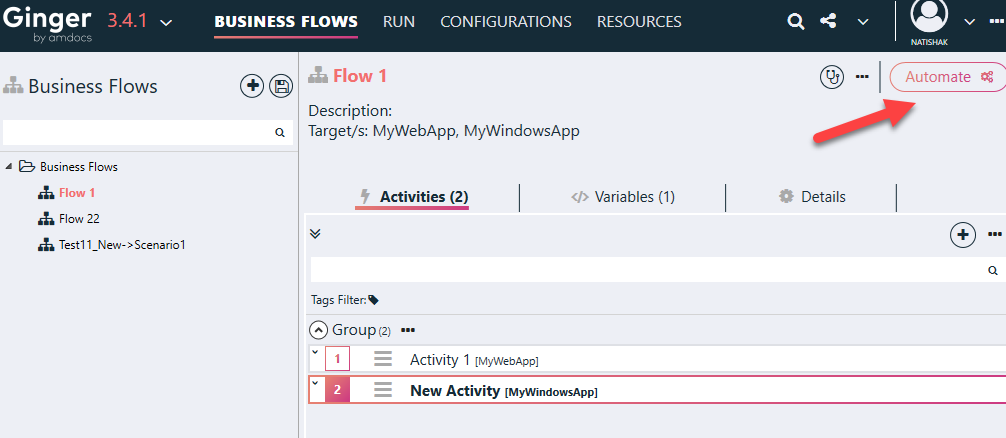 Ginger 3.4.1 BUSINESS FLOWS RUN CONFIGURATIONS RESOURCES
by amdocs
NATISHAK
Business Flows
Flow 1
Automate
Description:
Target/s: MyWebApp, MyWindowsApp
Business Flows
Flow 1
Flow 22
Test11_New->Scenario1
Activities (2) Variables (1) Details
Tags Filter:
Group (2)
1 Activity 1 [MyWebApp]
2 New Activity [MyWindowsApp]